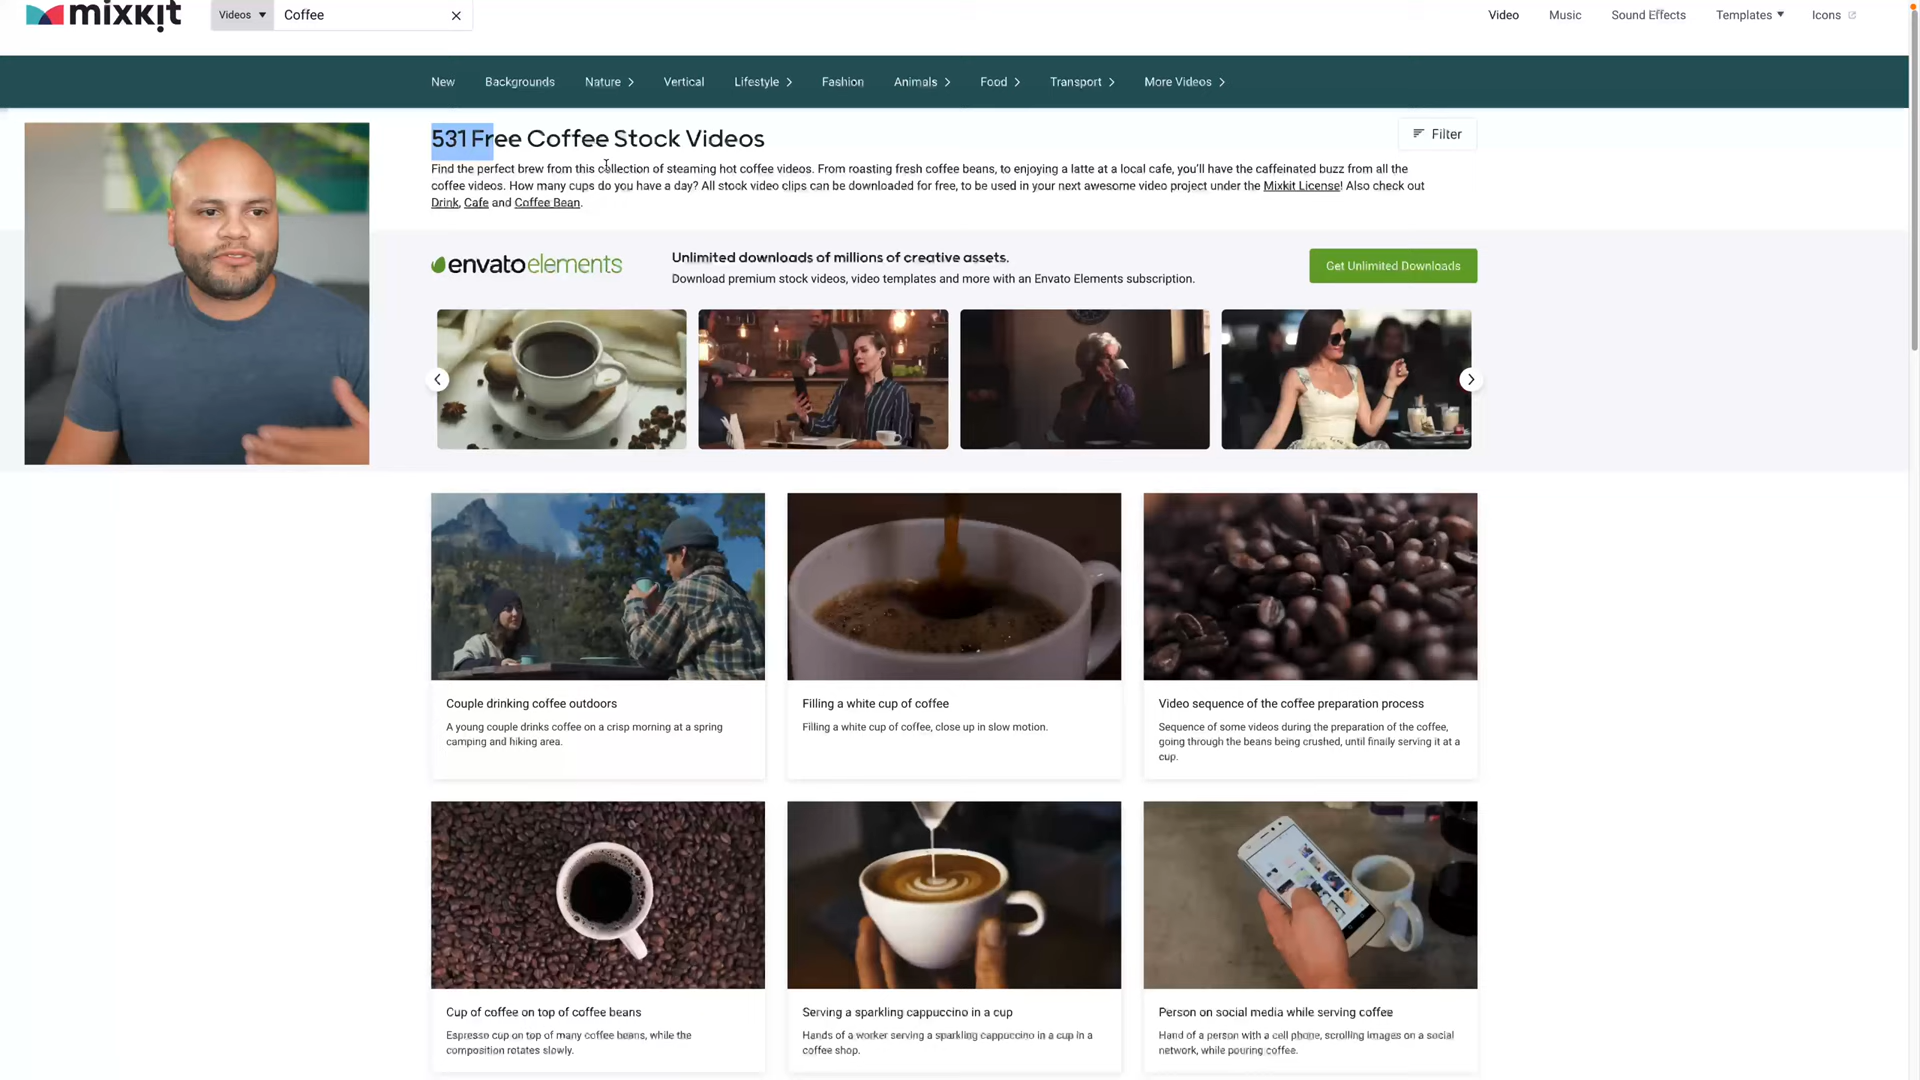 mixkit
Videos
Coffee
Video
Music
Sound Effects
Templates
Icons
New
Backgrounds
Nature
Vertical
Lifestyle
Fashion
Animals
Food
Transport
More Videos
531 Free Coffee Stock Videos
Filter
Find the perfect brew from this collection of steaming hot coffee videos. From roasting fresh coffee beans, to enjoying a latte at a local cafe, you'll have the caffeinated buzz from all the
coffee videos. How many cups do you have a day? All stock video clips can be downloaded for free, to be used in your next awesome video project under the Mixkit License! Also check out
Drink, Cafe and Coffee Bean.
envatoelements
Unlimited downloads of millions of creative assets.
Download premium stock videos, video templates and more with an Envato Elements subscription.
Get Unlimited Downloads
Couple drinking coffee outdoors
A young couple drinks coffee on a crisp morning at a spring
camping and hiking area.
Filling a white cup of coffee
Filling a white cup of coffee, close up in slow motion.
Video sequence of the coffee preparation process
Sequence of some videos during the preparation of the coffee,
going through the beans being crushed, until finally serving it at a
cup.
Cup of coffee on top of coffee beans
Espresso cup on top of many coffee beans, while the
composition rotates slowly.
Serving a sparkling cappuccino in a cup
Hands of a worker serving a sparkling cappuccino in a cup in a
coffee shop.
Person on social media while serving coffee
Hand of a person with a cell phone, scrolling images on a social
network, while pouring coffee.